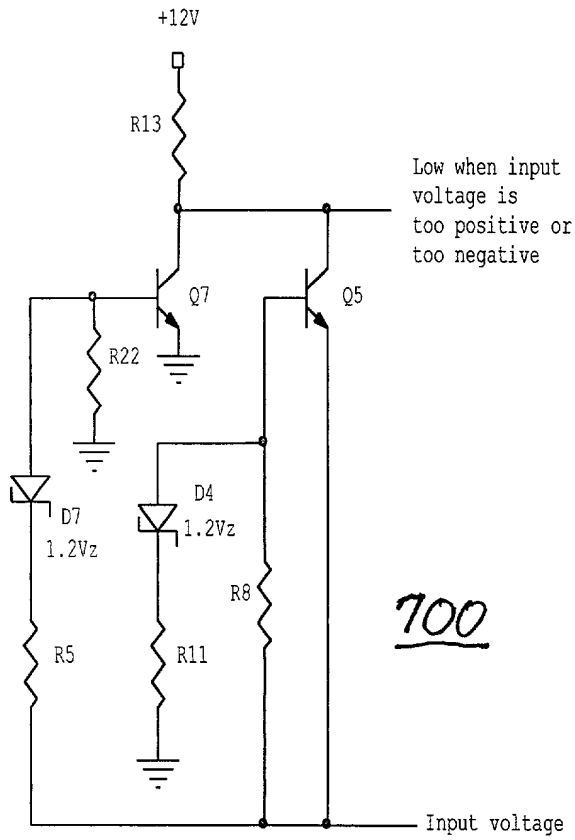 +12V
R13
Low when input
voltage is
too positive or
too negative
Q7
Q5
R22
D7
1.2Vz
D4
1.2Vz
R8
R5
R11
700
Input voltage